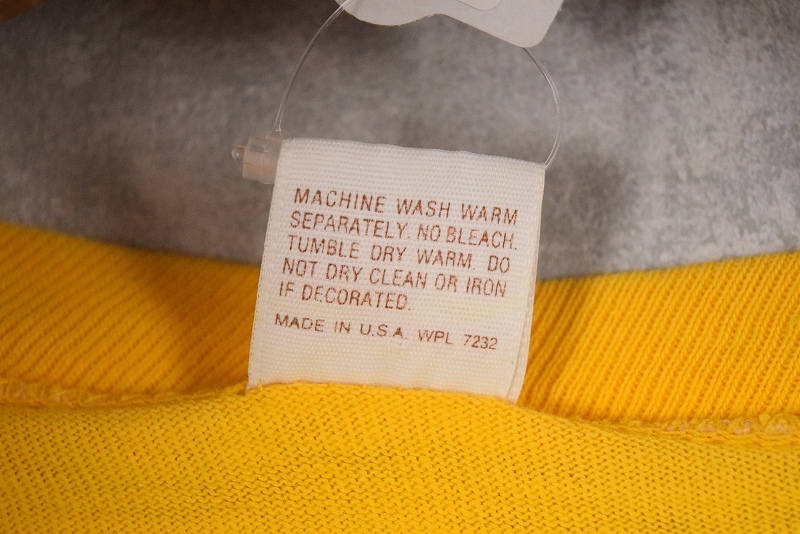 MACHINE WASH WARM
SEPARATELY. NO BLEACH.
TUMBLE DRY WARM. DO
NOT DRY CLEAN OR IRON
IF DECORATED.
MADE IN U.S.A. WPL 7232